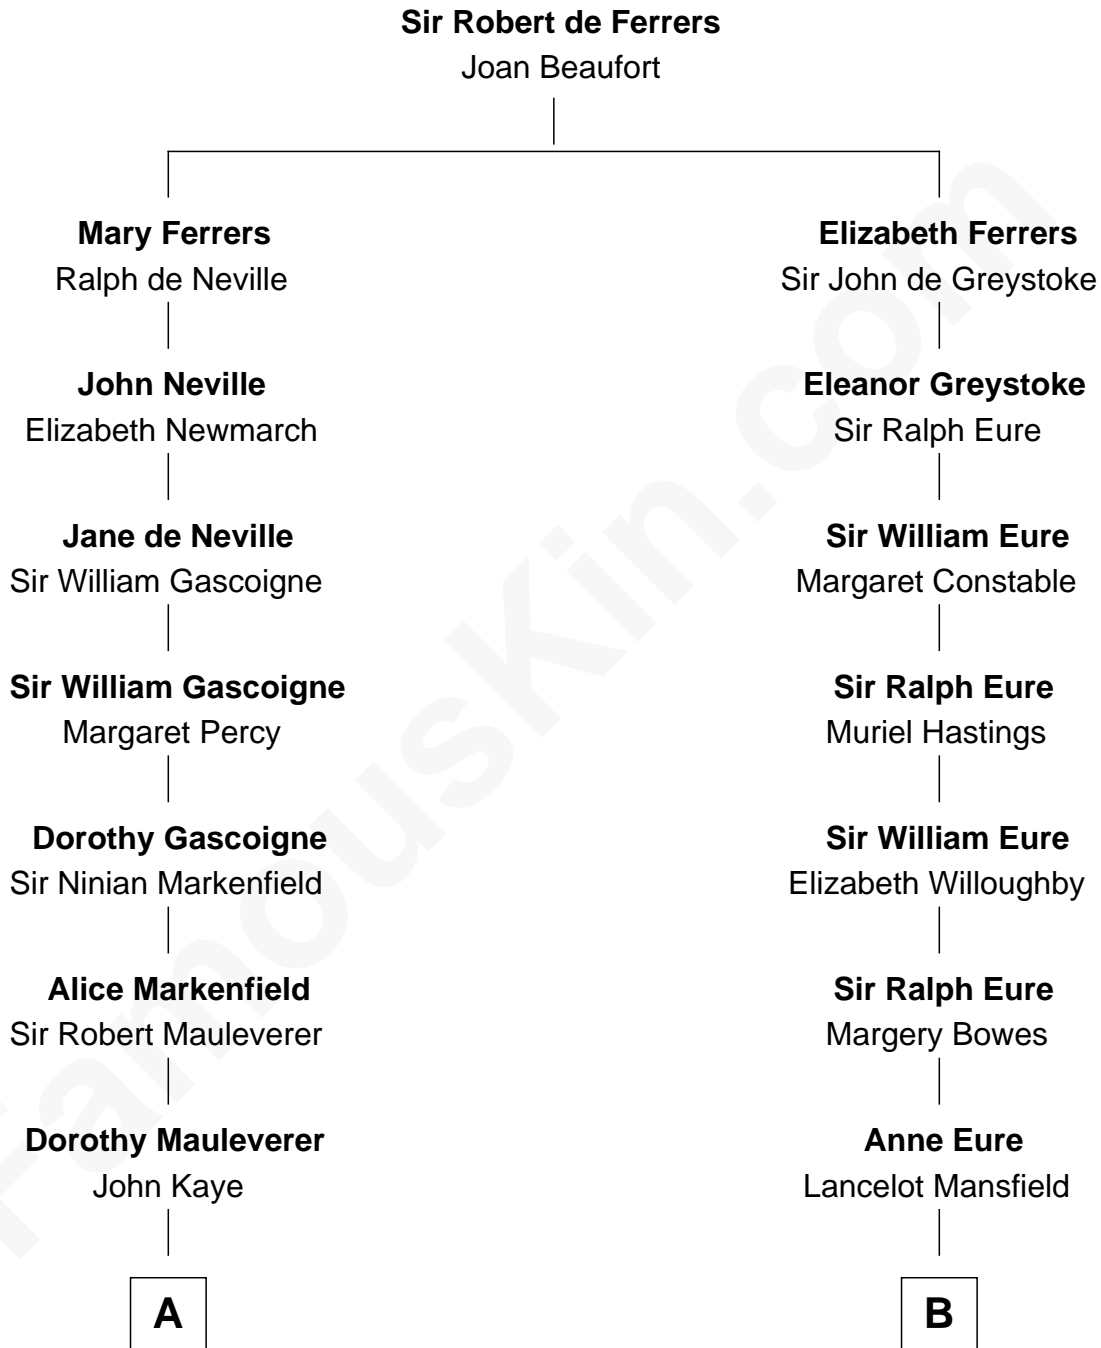 Sir Robert de Ferrers
Joan Beaufort
Mary Ferrers
Ralph de Neville
Elizabeth Ferrers
Sir John de Greystoke
John Neville
Elizabeth Newmarch
Eleanor Greystoke
Sir Ralph Eure
Jane de Neville
Sir William Gascoigne
Sir William Eure
Margaret Constable
Sir William Gascoigne
Margaret Percy
Sir Ralph Eure
Muriel Hastings
Dorothy Gascoigne
Sir Ninian Markenfield
Sir William Eure
Elizabeth Willoughby
Alice Markenfield
Sir Robert Mauleverer
Sir Ralph Eure
Margery Bowes
Dorothy Mauleverer
John Kaye
Anne Eure
Lancelot Mansfield
A
B
FamousKin.com